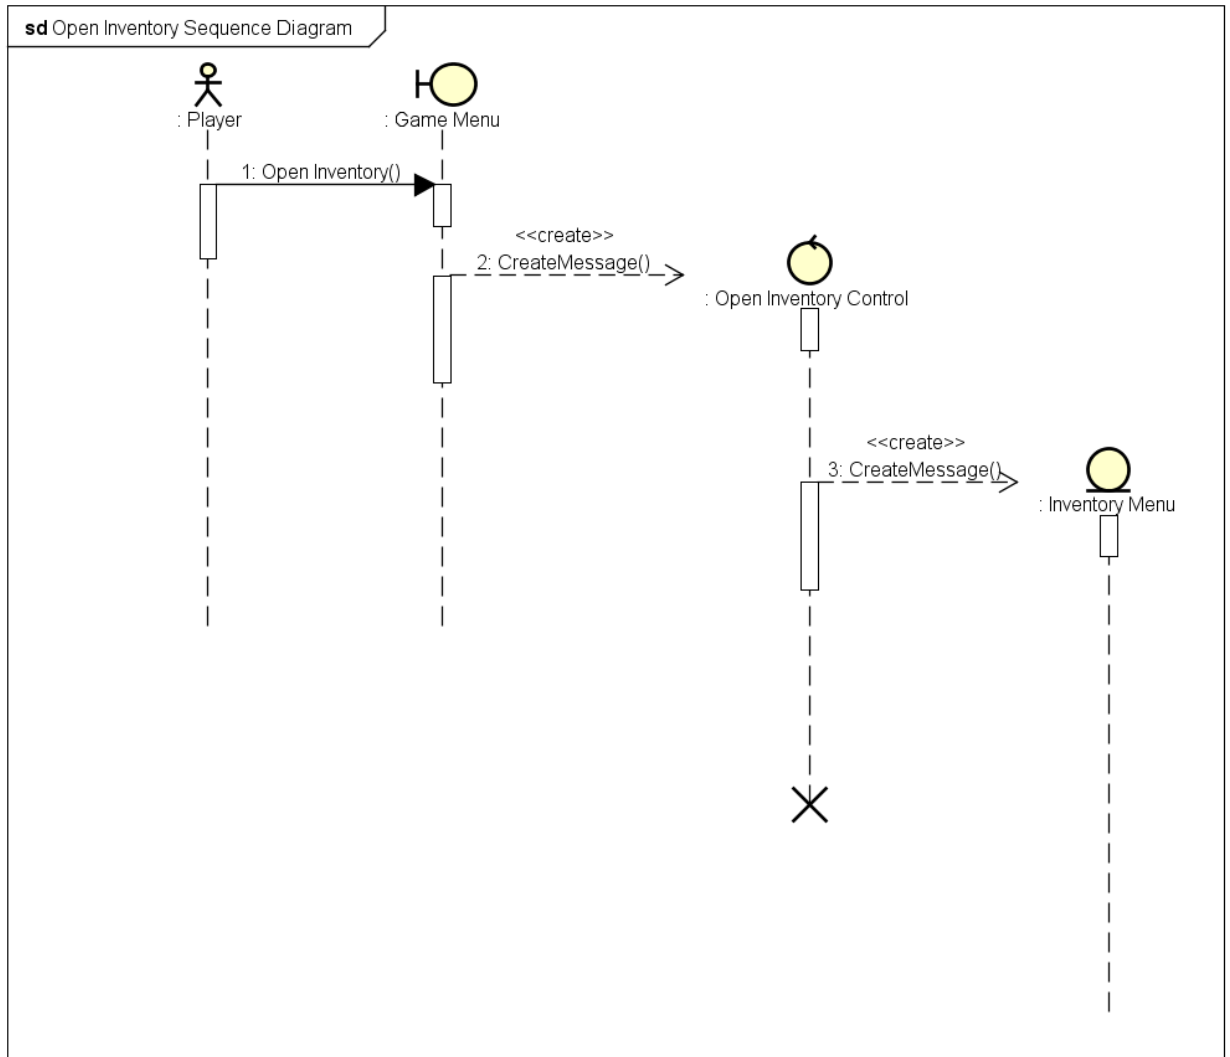 sd Open Inventory Sequence Diagram
: Player
: Game Menu
1: Open Inventory()
<<create>>
2: CreateMessage()
: Open Inventory Control
<<create>>
3: CreateMessage()
: Inventory Menu